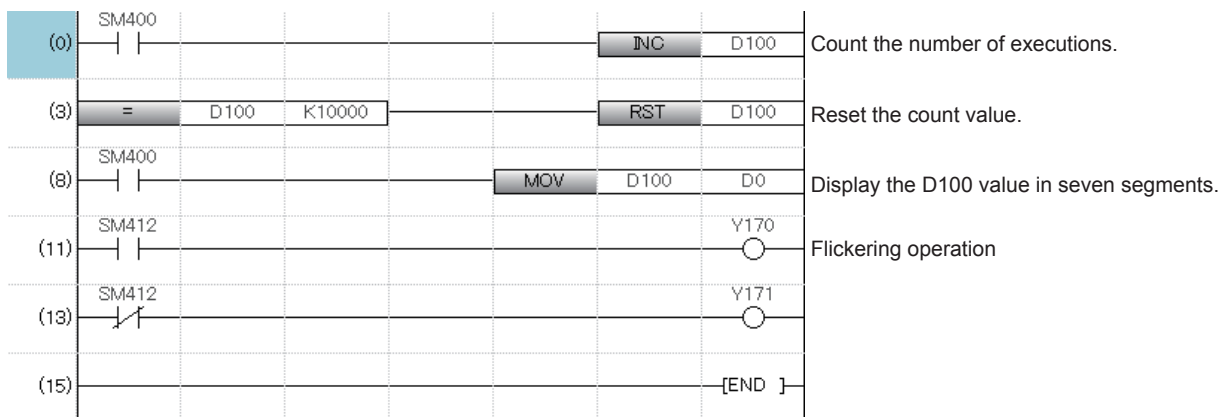 SM400
(0) INC D100 Count the number of executions.
(3) = D100 K10000 RST D100 Reset the count value.
SM400
(8) MOV D100 D0 Display the D100 value in seven segments.
SM412 Y170
(11) Flickering operation
SM412 Y171
(13)
(15) [END ]